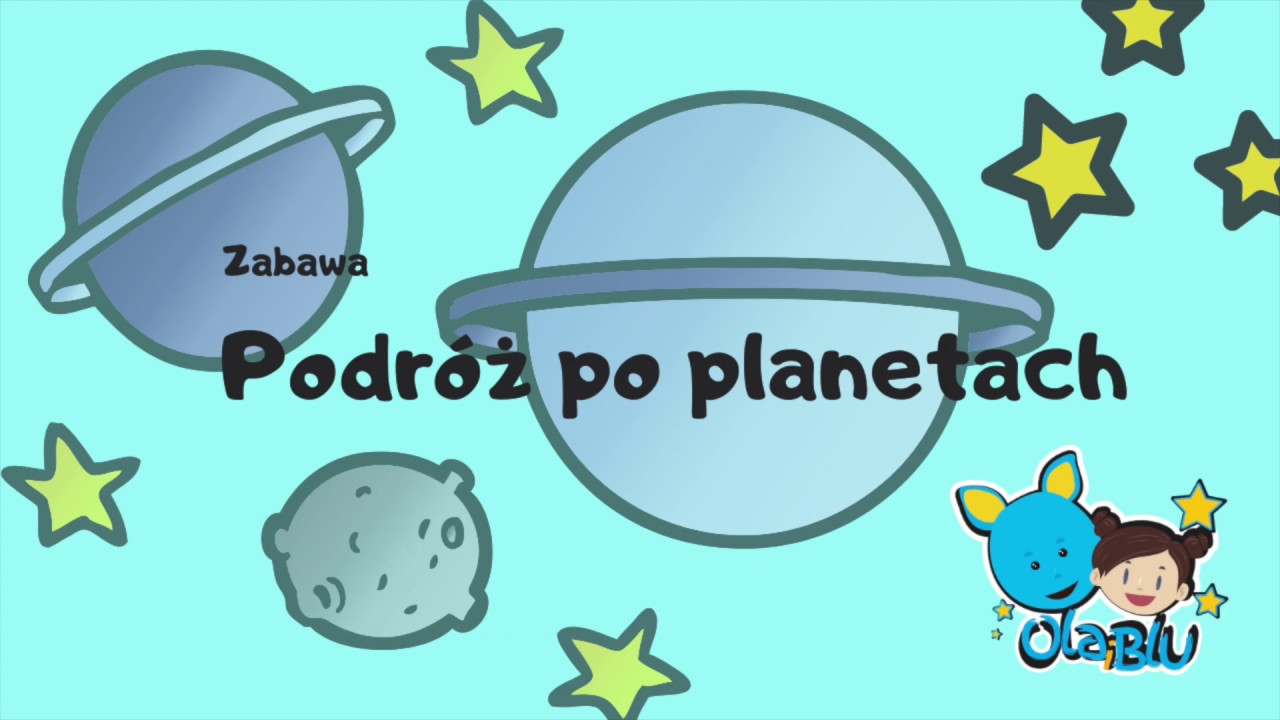 Zabawa
Podróż po planetach
Ola i Blu